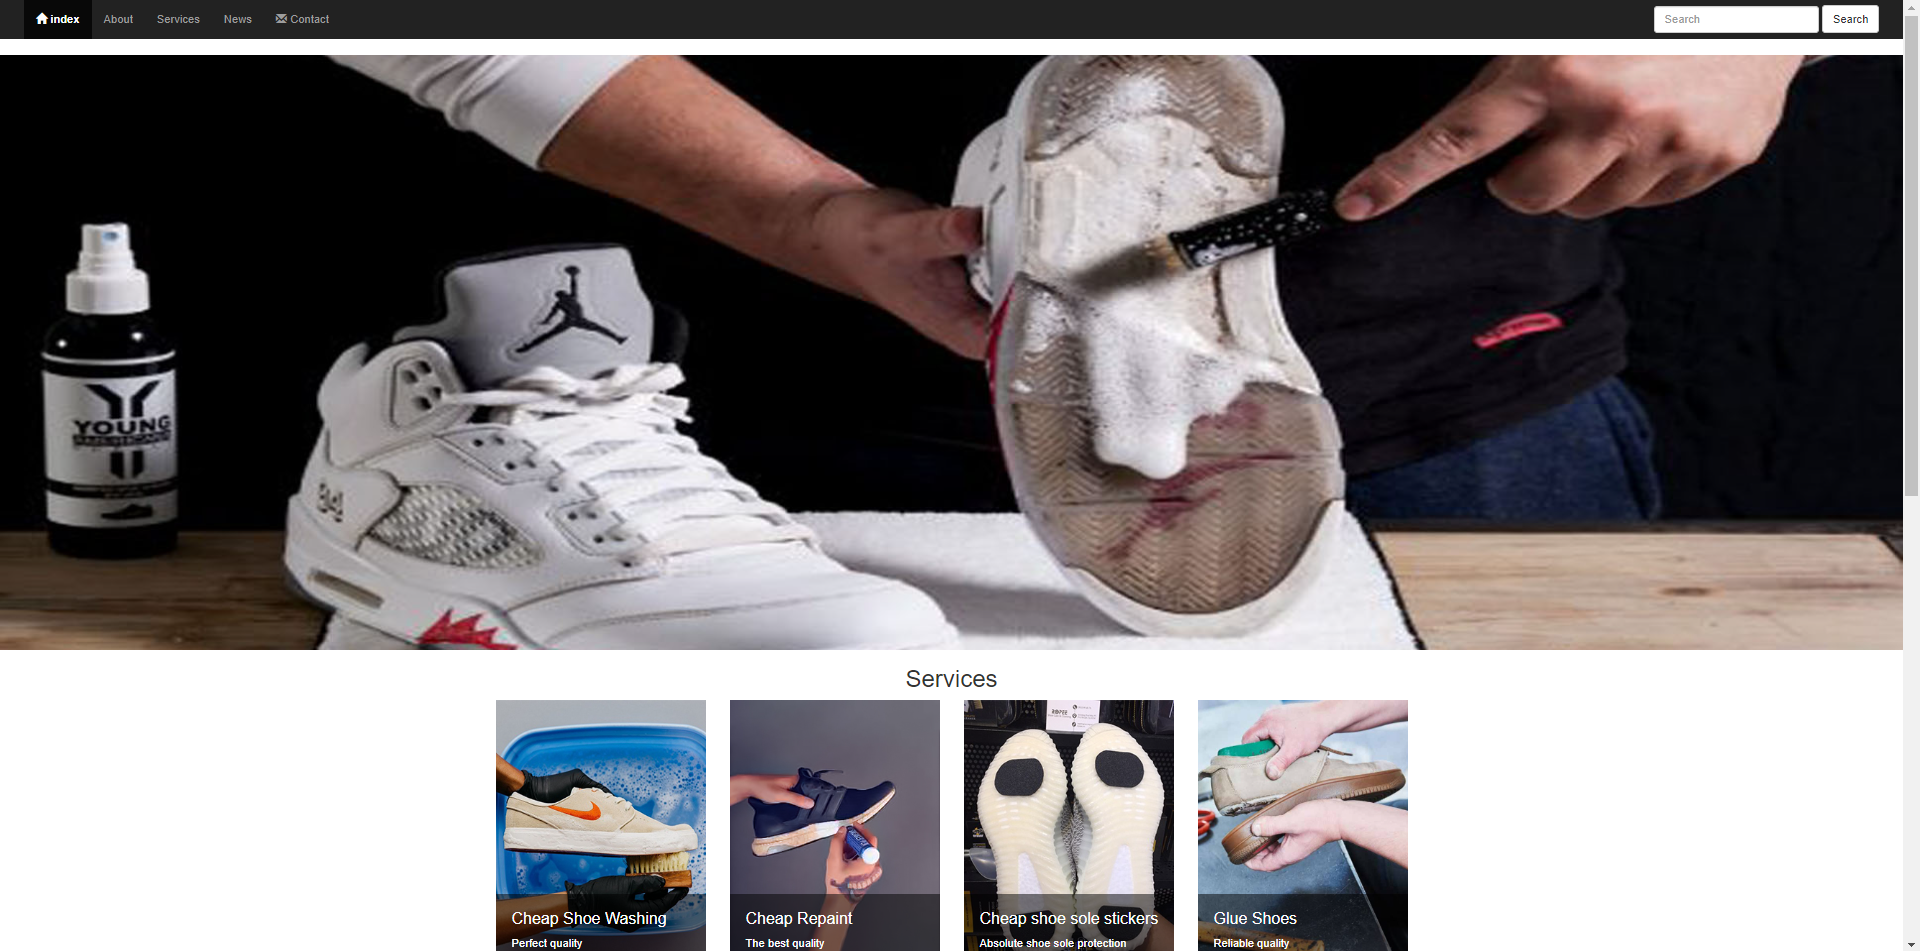 index About Services News Contact Search Search
YOUNG
Services
Cheap Shoe Washing
Perfect quality
Cheap Repaint
The best quality
Cheap shoe sole stickers
Absolute shoe sole protection
Glue Shoes
Reliable quality